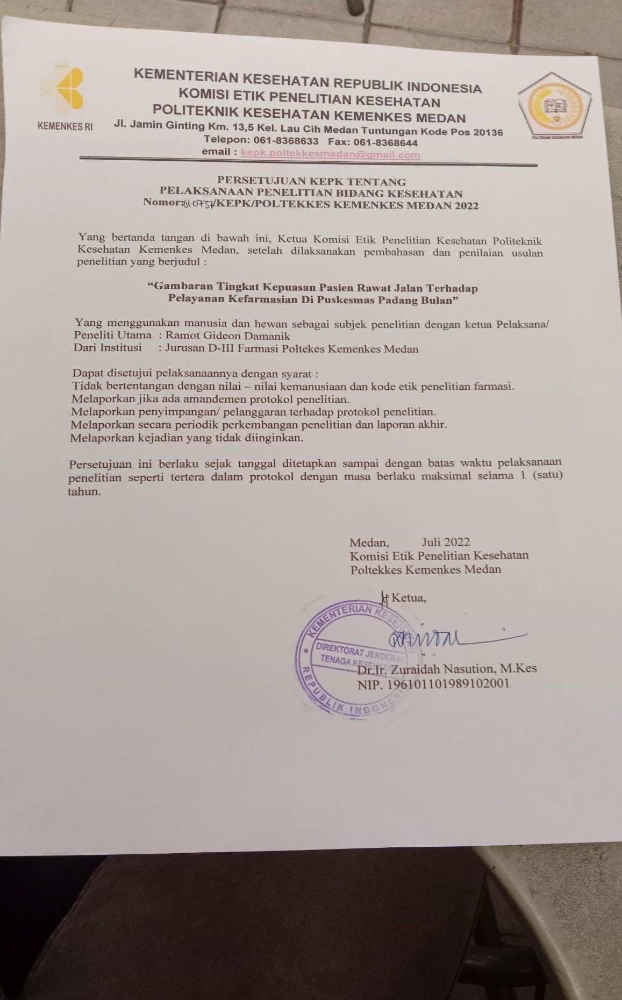 KEMENKES RI
KEMENTERIAN KESEHATAN REPUBLIK INDONESIA
KOMISI ETIK PENELITIAN KESEHATAN
POLITEKNIK KESEHATAN KEMENKES MEDAN
Jl. Jamin Ginting Km. 13,5 Kel. Lau Cih Medan Tuntungan Kode Pos 20136
Telepon: 061-8368633 Fax: 061-8368644
email : kepk.poltekkesmedan@gmail.com
POLITEKNIK KESEHATAN MEDAN
PERSETUJUAN KEPK TENTANG
PELAKSANAAN PENELITIAN BIDANG KESEHATAN
Nomor:01.0737/KEPK/POLTEKKES KEMENKES MEDAN 2022
Yang bertanda tangan di bawah ini, Ketua Komisi Etik Penelitian Kesehatan Politeknik
Kesehatan Kemenkes Medan, setelah dilaksanakan pembahasan dan penilaian usulan
penelitian yang berjudul :
“Gambaran Tingkat Kepuasan Pasien Rawat Jalan Terhadap
Pelayanan Kefarmasian Di Puskesmas Padang Bulan”
Yang menggunakan manusia dan hewan sebagai subjek penelitian dengan ketua Pelaksana/
Peneliti Utama : Ramot Gideon Damanik
Dari Institusi : Jurusan D-III Farmasi Poltekes Kemenkes Medan
Dapat disetujui pelaksanaannya dengan syarat :
Tidak bertentangan dengan nilai – nilai kemanusiaan dan kode etik penelitian farmasi.
Melaporkan jika ada amandemen protokol penelitian.
Melaporkan penyimpangan/ pelanggaran terhadap protokol penelitian.
Melaporkan secara periodik perkembangan penelitian dan laporan akhir.
Melaporkan kejadian yang tidak diinginkan.
Persetujuan ini berlaku sejak tanggal ditetapkan sampai dengan batas waktu pelaksanaan
penelitian seperti tertera dalam protokol dengan masa berlaku maksimal selama 1 (satu)
tahun.
Medan, Juli 2022
Komisi Etik Penelitian Kesehatan
Poltekkes Kemenkes Medan
Ketua,
KEMENTERIAN KESEHATAN
DIREKTORAT JENDERAL
TENAGA KESEHATAN
REPUBLIK INDONESIA
Dr.Ir. Zuraidah Nasution, M.Kes
NIP. 196101101989102001